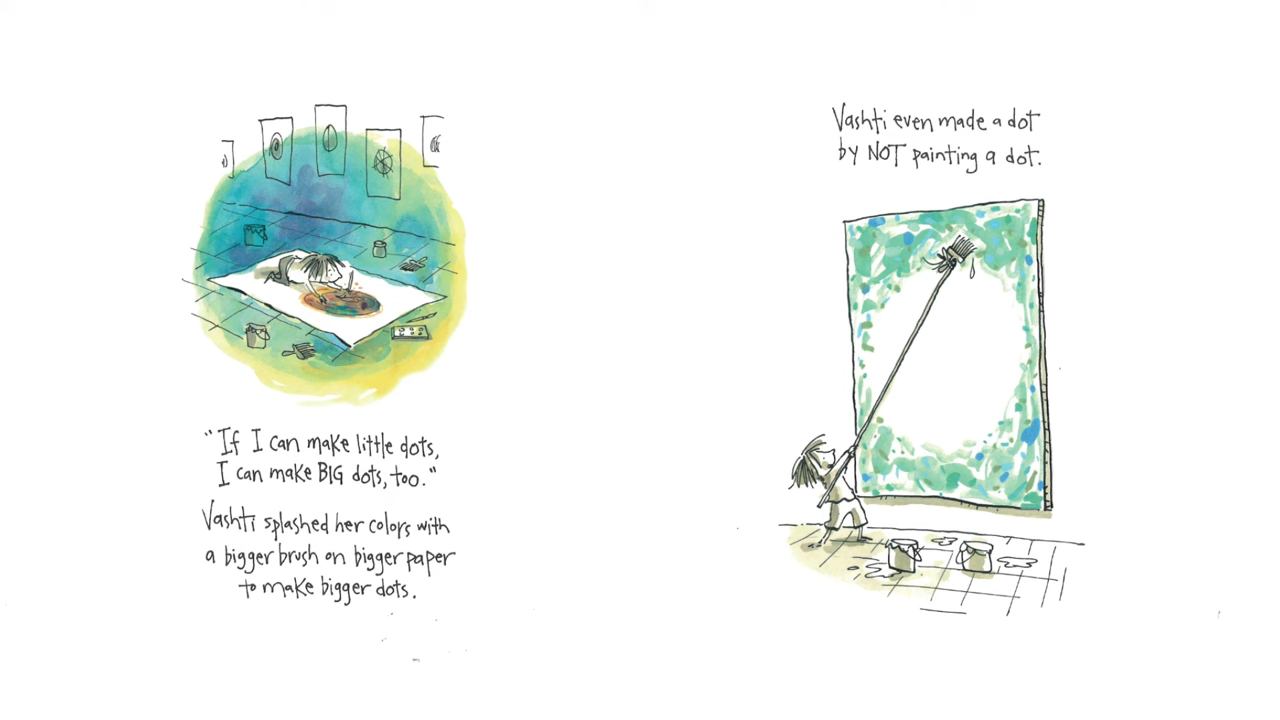 "If I can make little dots,
I can make BIG dots, too."
Vashti splashed her colors with
a bigger brush on bigger paper
to make bigger dots.
Vashti even made a dot
by NOT painting a dot.